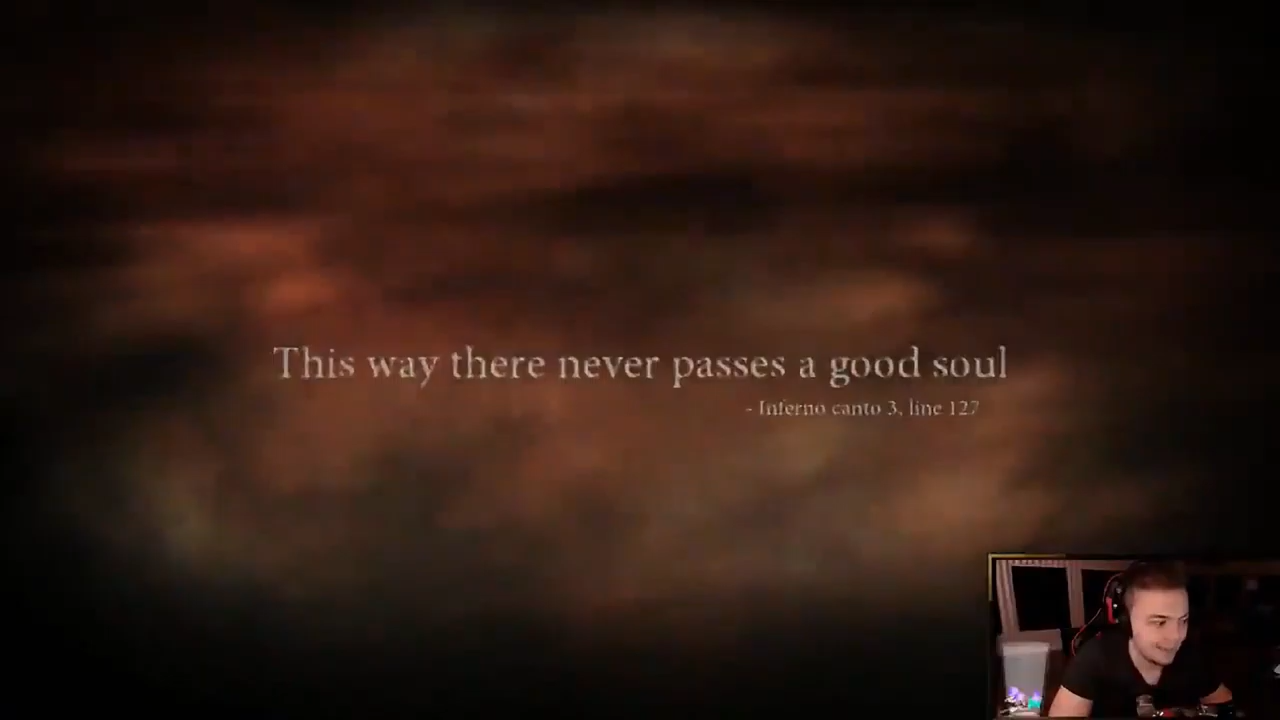 This way there never passes a good soul
- Inferno canto 3, line 127